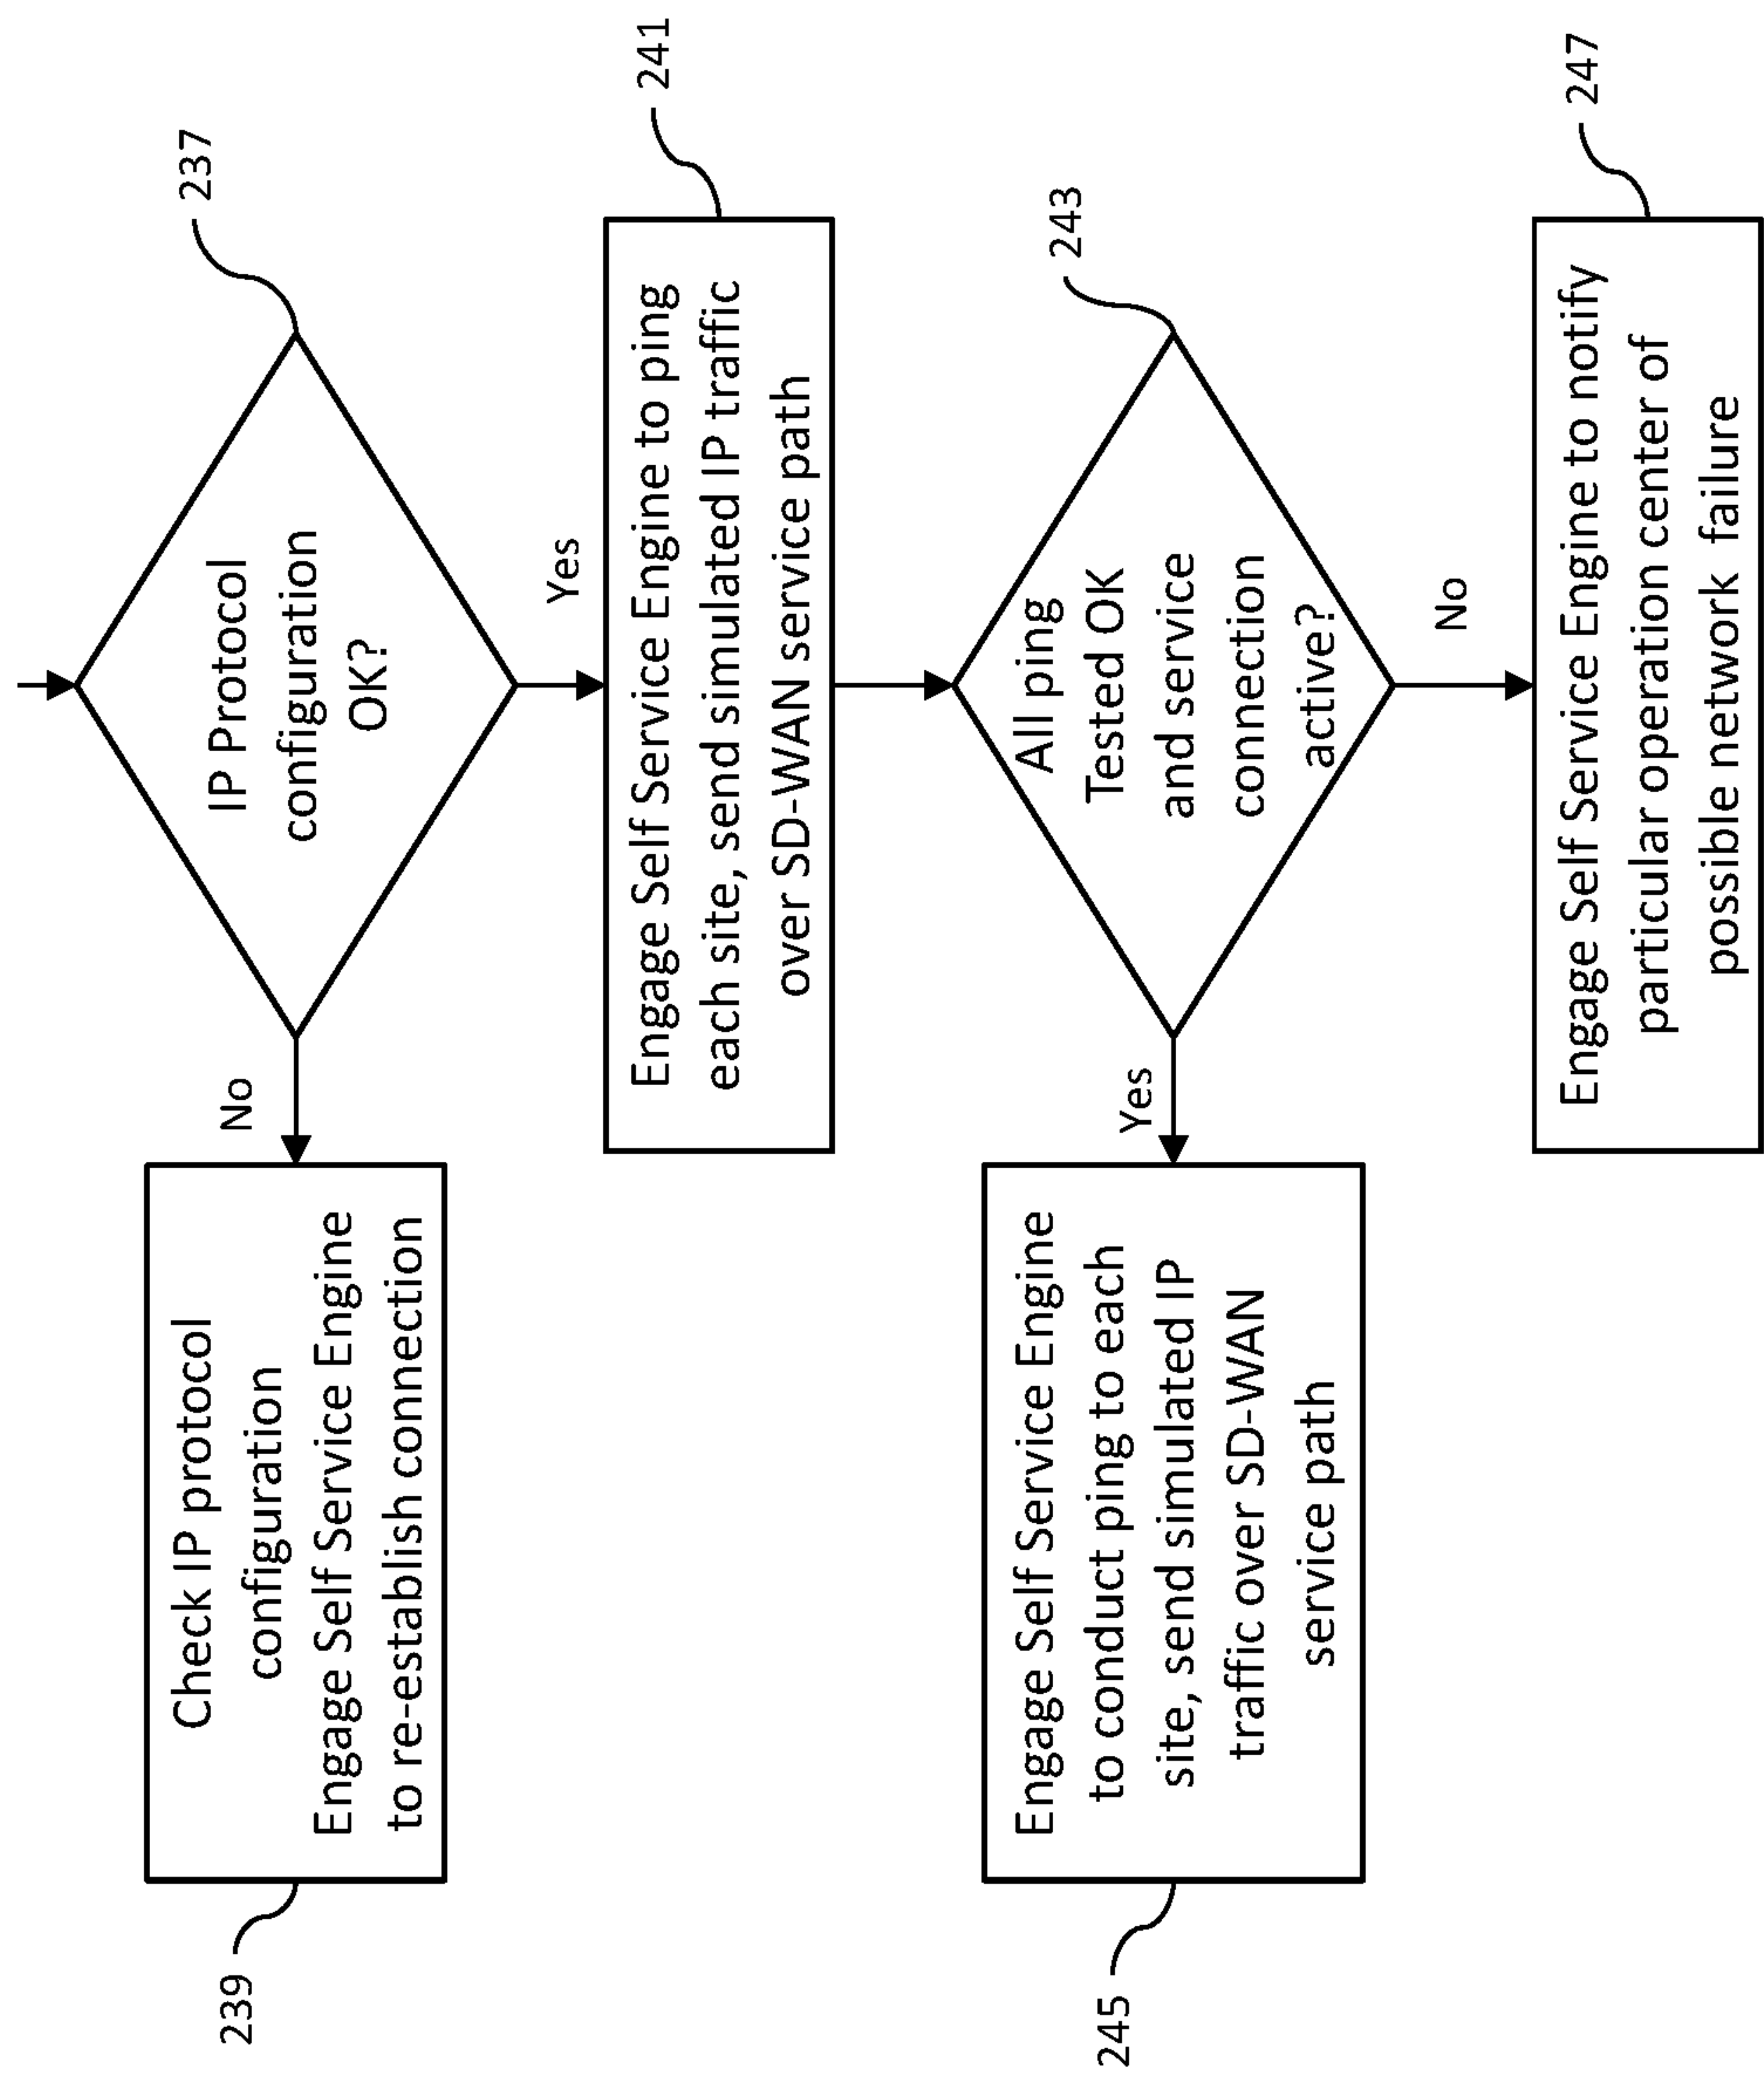 237
IP Protocol
configuration
OK?
No
Yes
239
Check IP protocol
configuration
Engage Self Service Engine
to re-establish connection
241
Engage Self Service Engine to ping
each site, send simulated IP traffic
over SD-WAN service path
243
All ping
Tested OK
and service
connection
active?
Yes
No
245
Engage Self Service Engine
to conduct ping to each
site, send simulated IP
traffic over SD-WAN
service path
247
Engage Self Service Engine to notify
particular operation center of
possible network failure